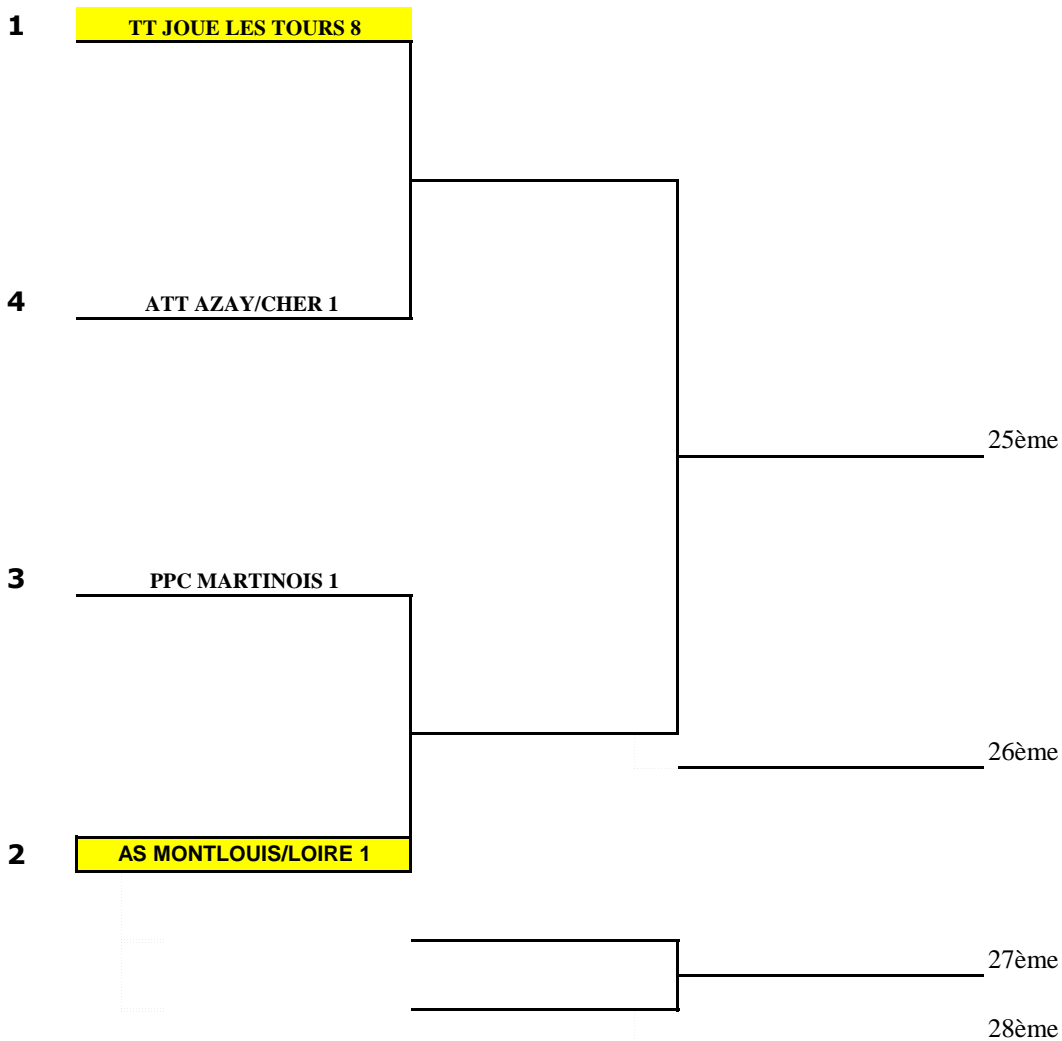 1 TT JOUE LES TOURS 8
4 ATT AZAY/CHER 1
25ème
3 PPC MARTINOIS 1
26ème
2 AS MONTLOUIS/LOIRE 1
27ème
28ème